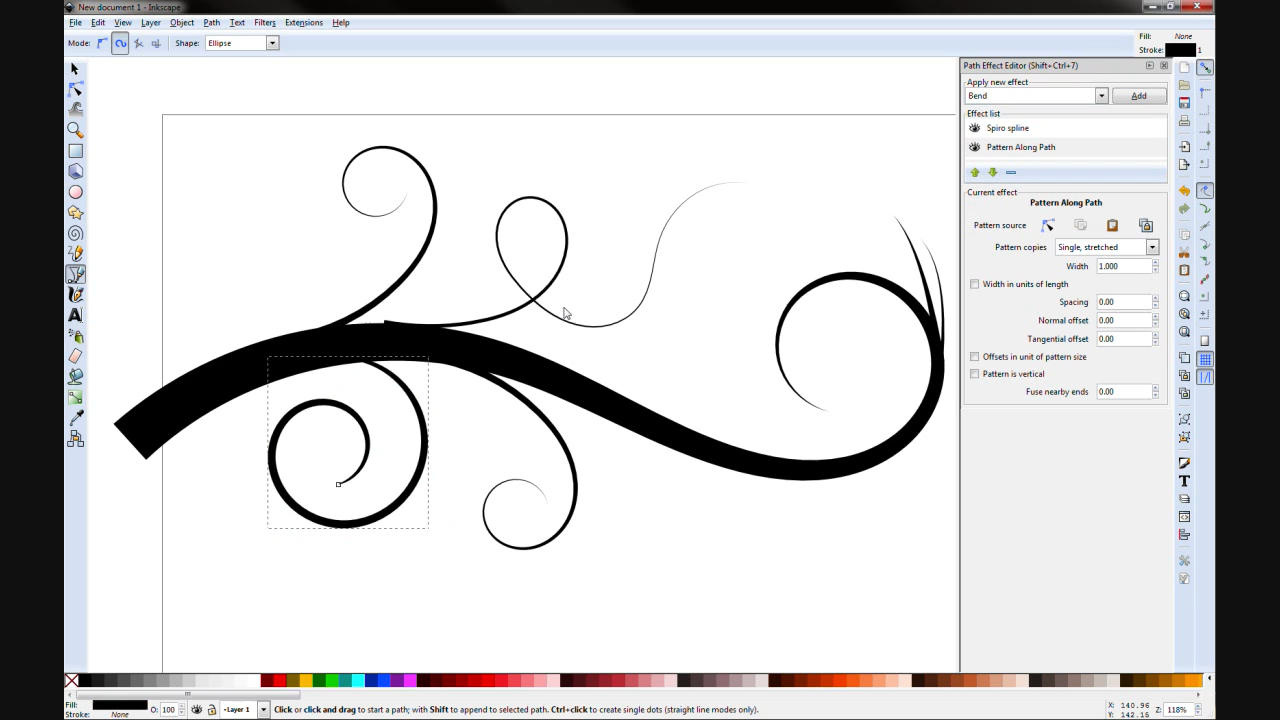 New document 1 - Inkscape
File Edit View Layer Object Path Text Filters Extensions Help
Mode: Shape: Ellipse
Fill: None
Stroke: 1
Path Effect Editor (Shift+Ctrl+7)
Apply new effect
Bend Add
Effect list
Spiro spline
Pattern Along Path
Current effect
Pattern Along Path
Pattern source
Pattern copies Single, stretched
Width 1.000
Width in units of length
Spacing 0.00
Normal offset 0.00
Tangential offset 0.00
Offsets in unit of pattern size
Pattern is vertical
Fuse nearby ends 0.00
Fill: O: 100 Layer 1 Click or click and drag to start a path; with Shift to append to selected path. Ctrl+click to create single dots (straight line modes only). X: 140.96 Z: 118%
Stroke: None Y: 142.16